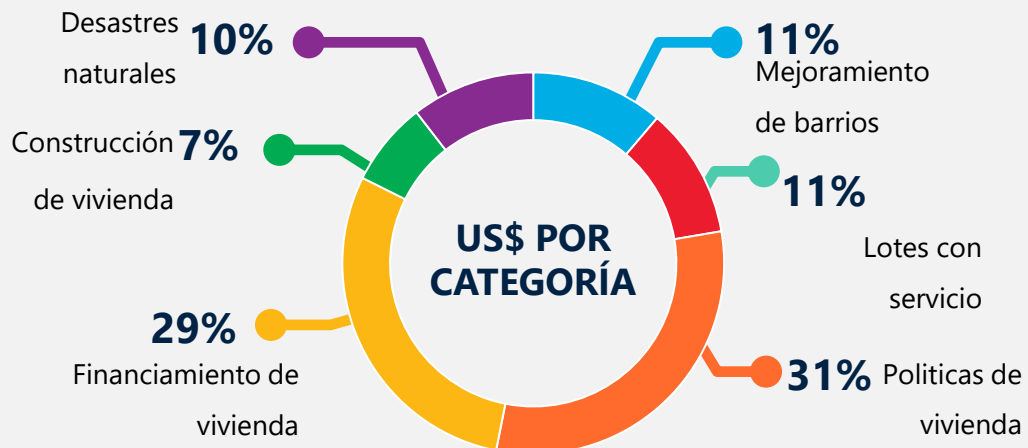 Desastres
naturales
10%
11%
Mejoramiento
de barrios
Construcción
de vivienda
7%
11%
Lotes con
servicio
US$ POR
CATEGORÍA
29%
Financiamiento de
vivienda
31%
Politicas de
vivienda